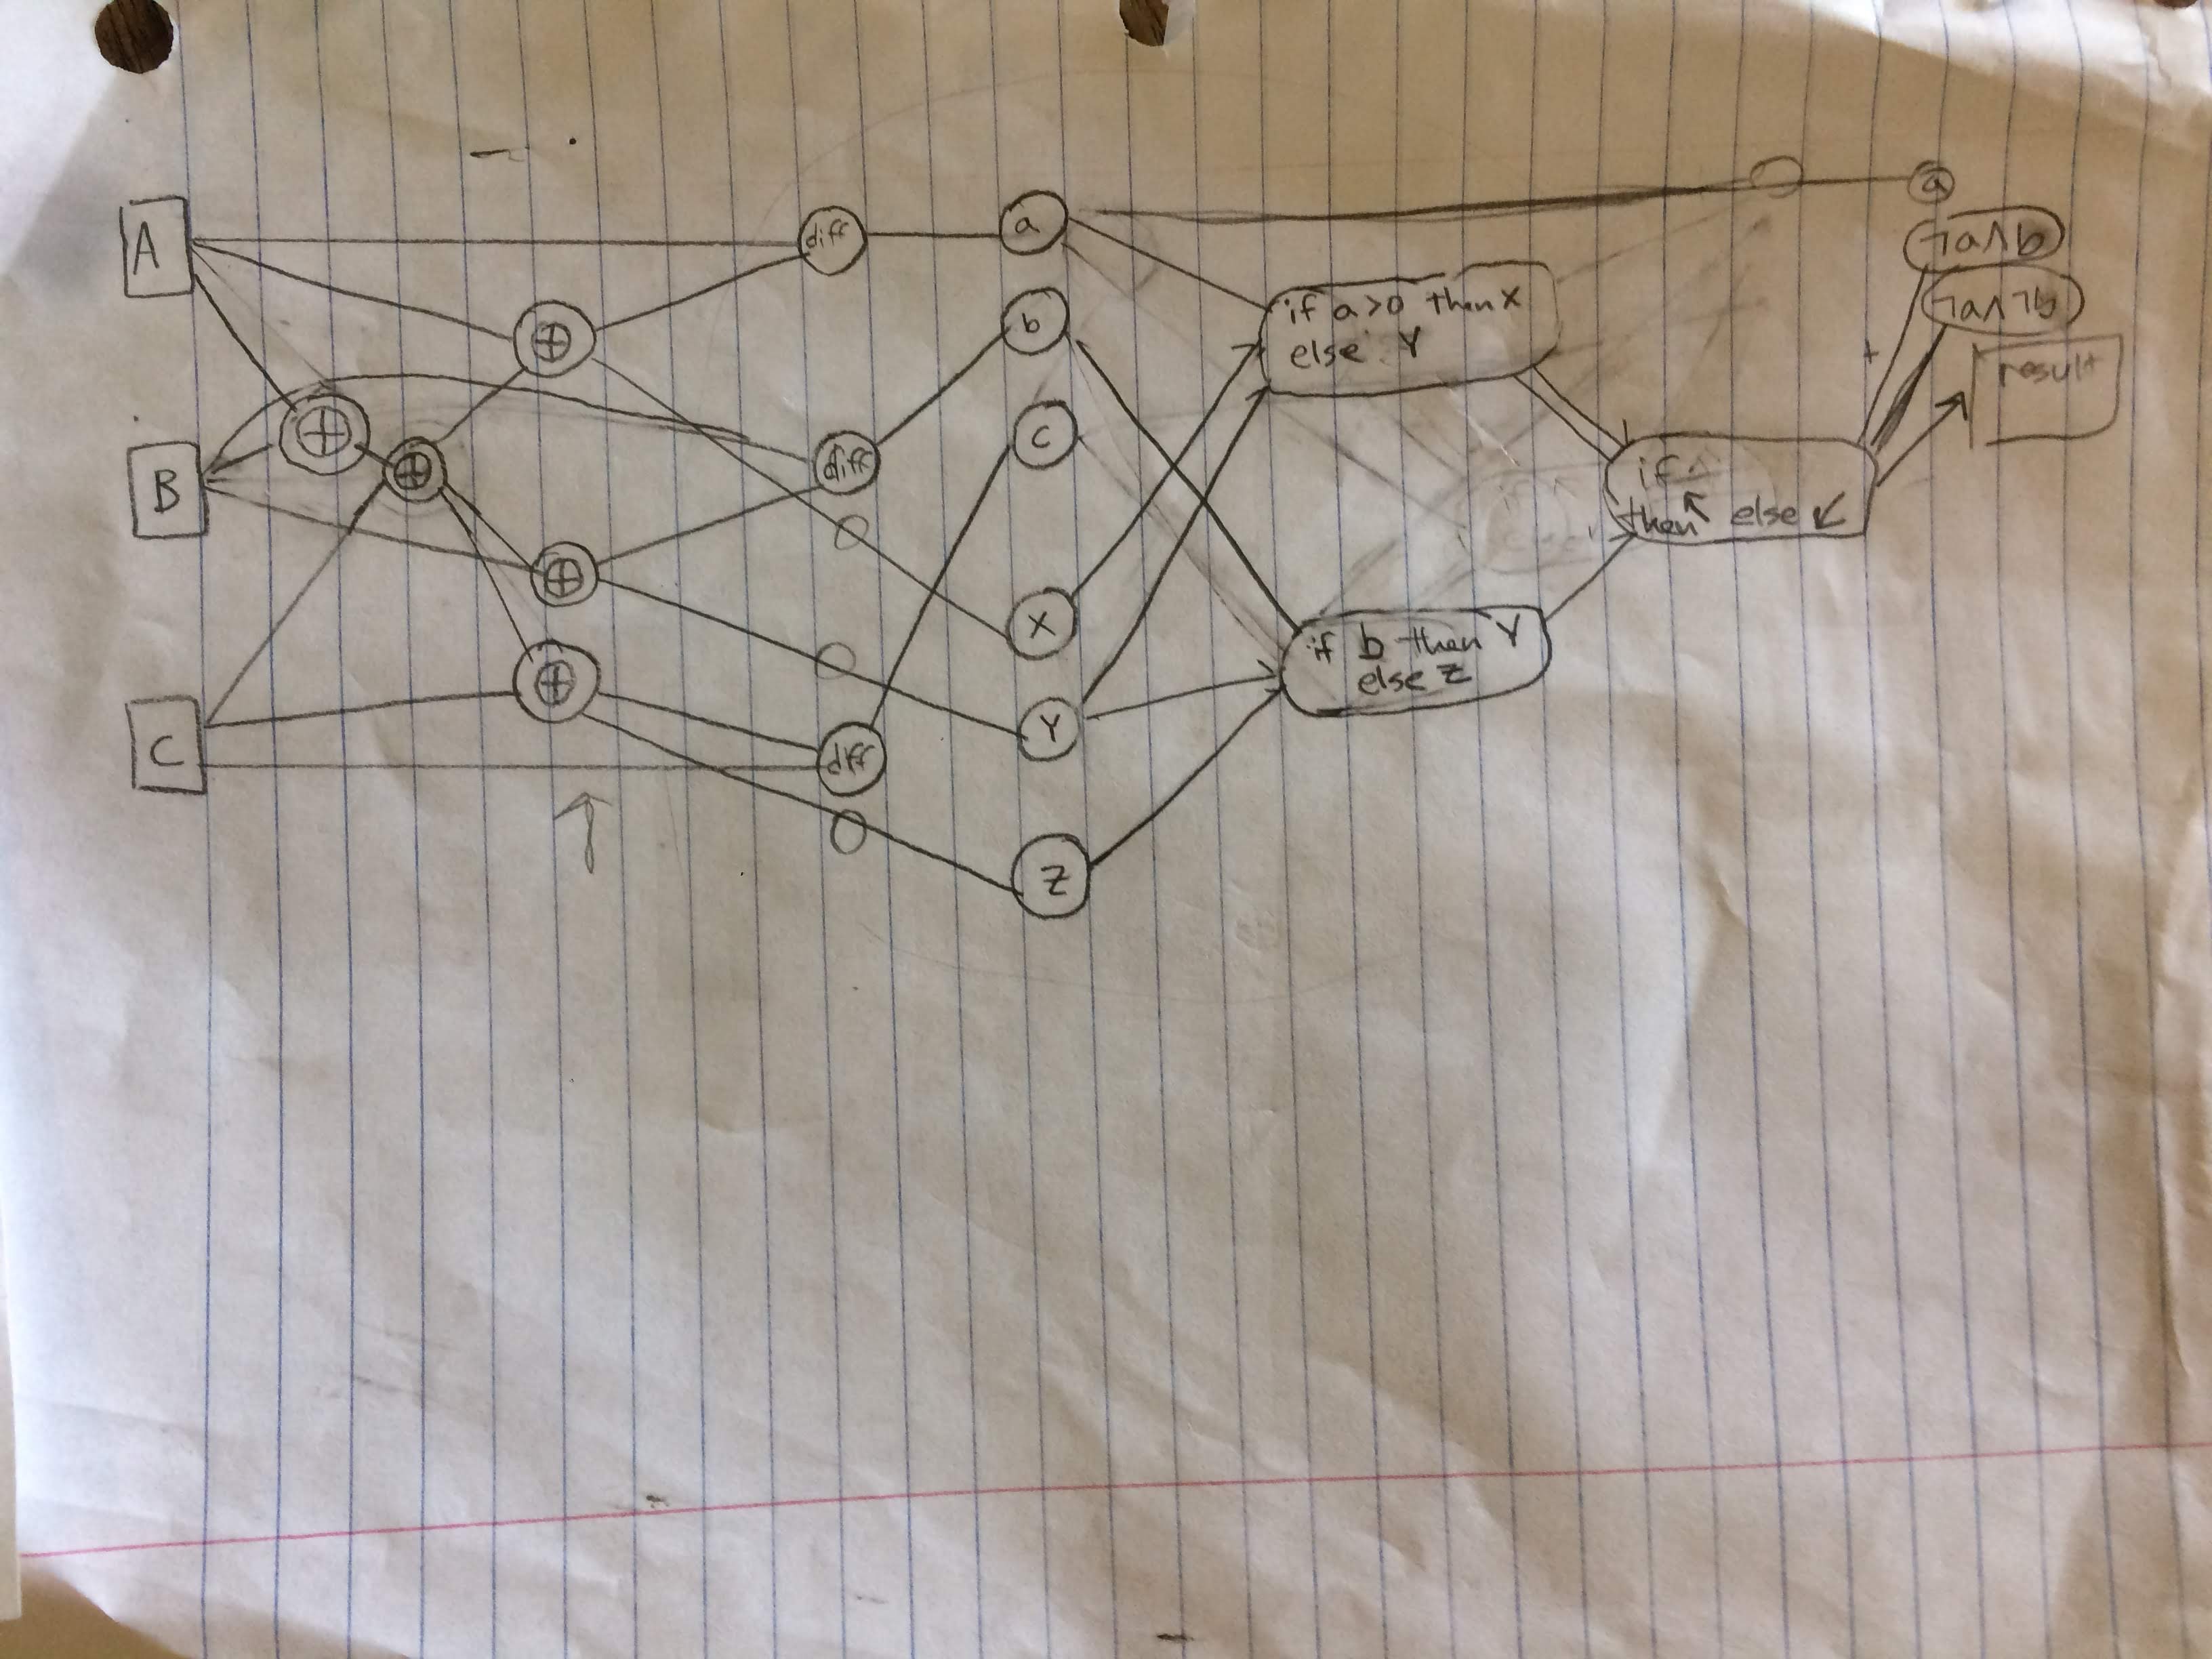 A
B
C
diff
diff
diff
a
b
c
X
Y
Z
if a>0 then X
else Y
if b then Y
else Z
if
then ↖ else ↙
a
¬a∧b
¬a∧¬b
result